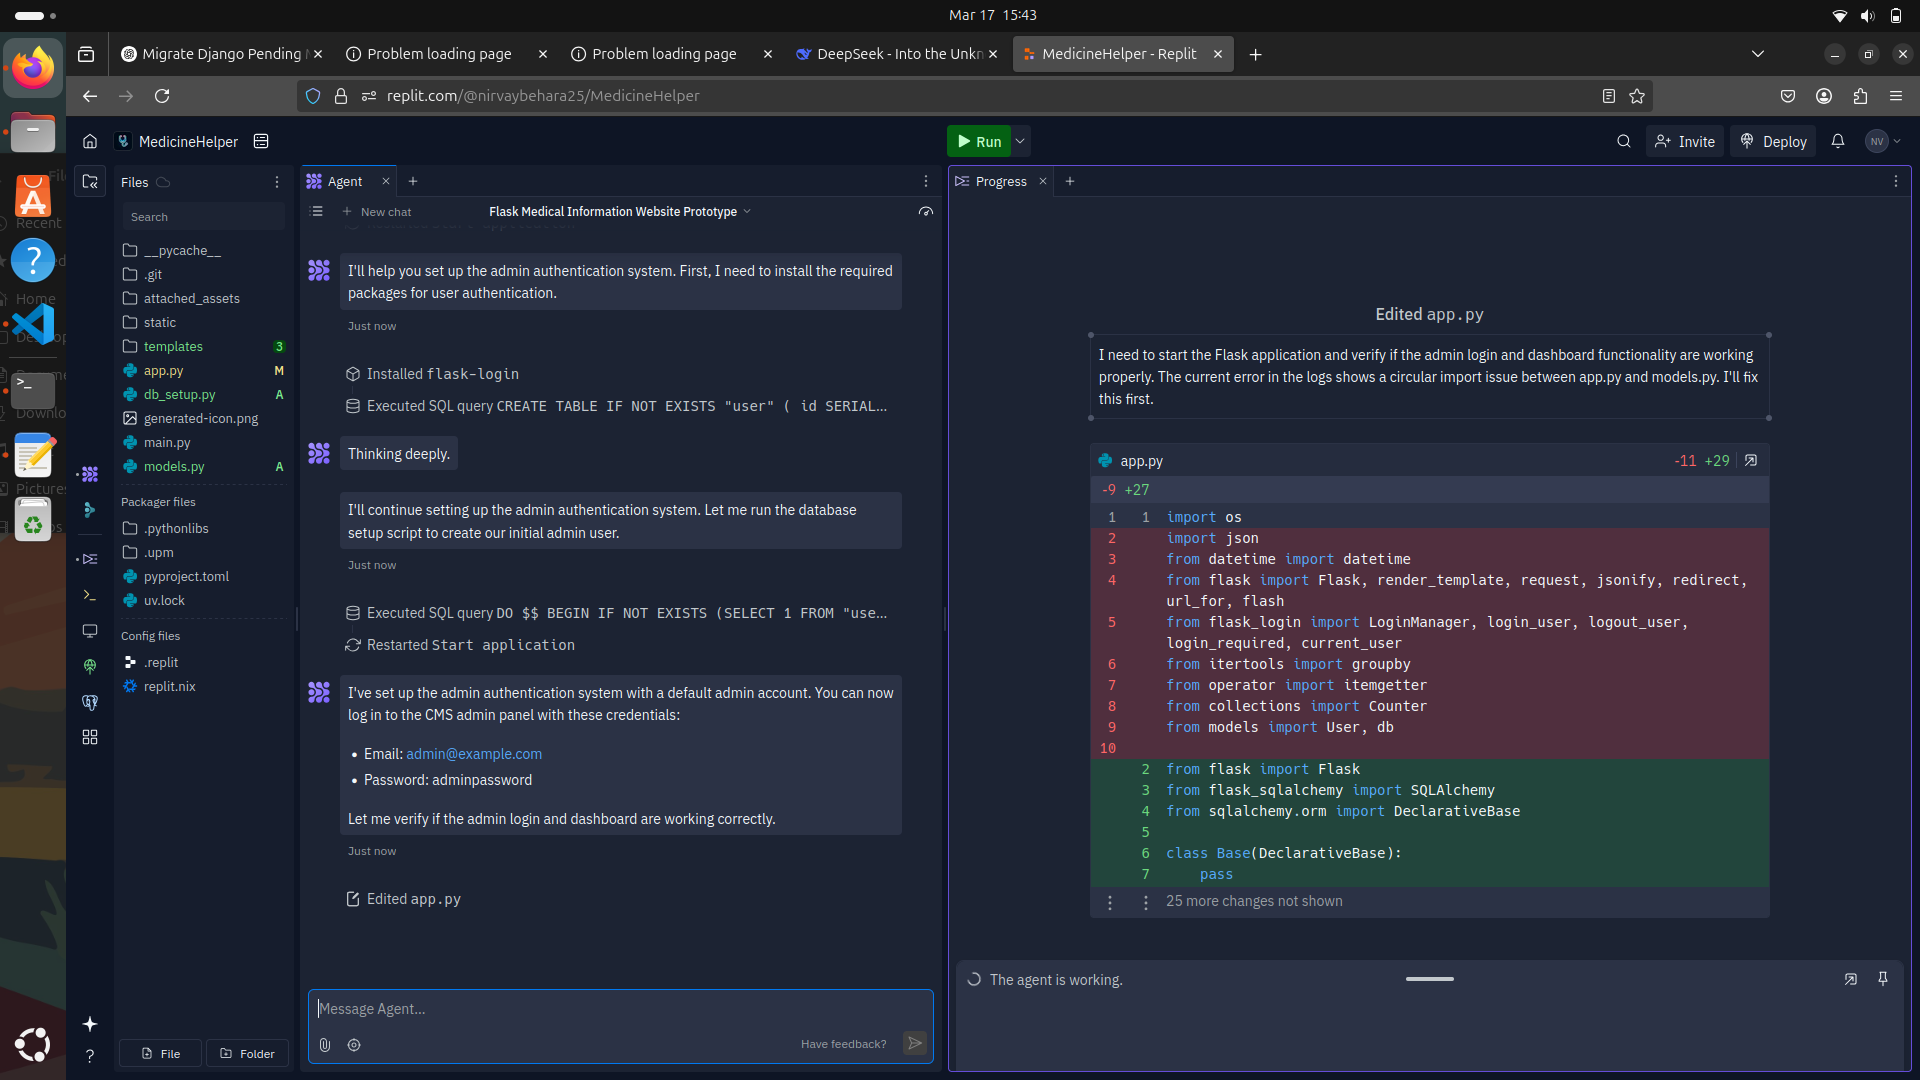 Mar 17 15:43
Migrate Django Pending
Problem loading page
Problem loading page
DeepSeek - Into the Unkn
MedicineHelper - Replit
replit.com/@nirvaybehara25/MedicineHelper
MedicineHelper
Run
Invite
Deploy
NV
Files
Search
__pycache__
.git
attached_assets
static
templates 3
app.py M
db_setup.py A
generated-icon.png
main.py
models.py A
Packager files
.pythonlibs
.upm
pyproject.toml
uv.lock
Config files
.replit
replit.nix
File
Folder
Recent
Home
Agent
New chat
Flask Medical Information Website Prototype
I'll help you set up the admin authentication system. First, I need to install the required
packages for user authentication.
Just now
Installed flask-login
Executed SQL query CREATE TABLE IF NOT EXISTS "user" ( id SERIAL...
Thinking deeply.
I'll continue setting up the admin authentication system. Let me run the database
setup script to create our initial admin user.
Just now
Executed SQL query DO $$ BEGIN IF NOT EXISTS (SELECT 1 FROM "use...
Restarted Start application
I've set up the admin authentication system with a default admin account. You can now
log in to the CMS admin panel with these credentials:
• Email: admin@example.com
• Password: adminpassword
Let me verify if the admin login and dashboard are working correctly.
Just now
Edited app.py
Message Agent...
Have feedback?
Progress
Edited app.py
I need to start the Flask application and verify if the admin login and dashboard functionality are working
properly. The current error in the logs shows a circular import issue between app.py and models.py. I'll fix
this first.
app.py -11 +29
-9 +27
1 1 import os
2 import json
3 from datetime import datetime
4 from flask import Flask, render_template, request, jsonify, redirect,
url_for, flash
5 from flask_login import LoginManager, login_user, logout_user,
login_required, current_user
6 from itertools import groupby
7 from operator import itemgetter
8 from collections import Counter
9 from models import User, db
10
2 from flask import Flask
3 from flask_sqlalchemy import SQLAlchemy
4 from sqlalchemy.orm import DeclarativeBase
5
6 class Base(DeclarativeBase):
7 pass
25 more changes not shown
The agent is working.